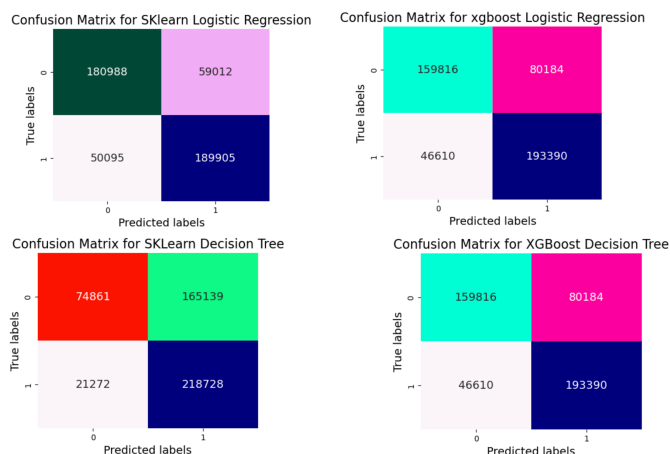 Confusion Matrix for SKlearn Logistic Regression
0
180988
59012
True labels
1
50095
189905
0
1
Predicted labels
Confusion Matrix for xgboost Logistic Regression
0
159816
80184
True labels
1
46610
193390
0
1
Predicted labels
Confusion Matrix for SKLearn Decision Tree
0
74861
165139
True labels
1
21272
218728
0
1
Predicted labels
Confusion Matrix for XGBoost Decision Tree
0
159816
80184
True labels
1
46610
193390
0
1
Predicted labels